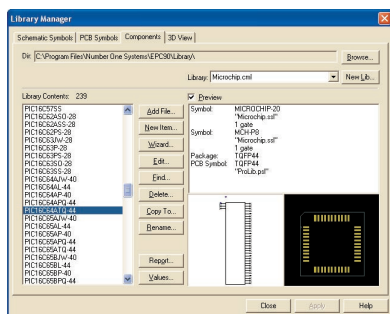 Library Manager
Schematic Symbols
PCB Symbols
Components
3D View
Dir: C:\Program Files\Number One Systems\EPC90\Library\
Browse...
Library: Microchip.cml
New Lib...
Library Contents: 239
Preview
PIC16C57SS
PIC16C62ASO-28
PIC16C62ASS-28
PIC16C62PS-28
PIC16C63JW-28
PIC16C63P-28
PIC16C63PS-28
PIC16C63SO-28
PIC16C63SS-28
PIC16C64AJW-40
PIC16C64AL-44
PIC16C64AP-40
PIC16C64APQ-44
PIC16C64ATQ-44
PIC16C65AJW-40
PIC16C65AL-44
PIC16C65AP-40
PIC16C65APQ-44
PIC16C65ATQ-44
PIC16C65BJW-40
PIC16C65BL-44
PIC16C65BP-40
PIC16C65BPQ-44
Add File...
New Item...
Wizard...
Edit...
Find...
Delete...
Copy To...
Rename...
Report...
Values...
Symbol: MICROCHIP-20
"Microchip.ssl"
1 gate
Symbol: MCH-P8
"Microchip.ssl"
1 gate
Package: TQFP44
PCB Symbol: TQFP44
"ProLib.psl"
Close
Apply
Help